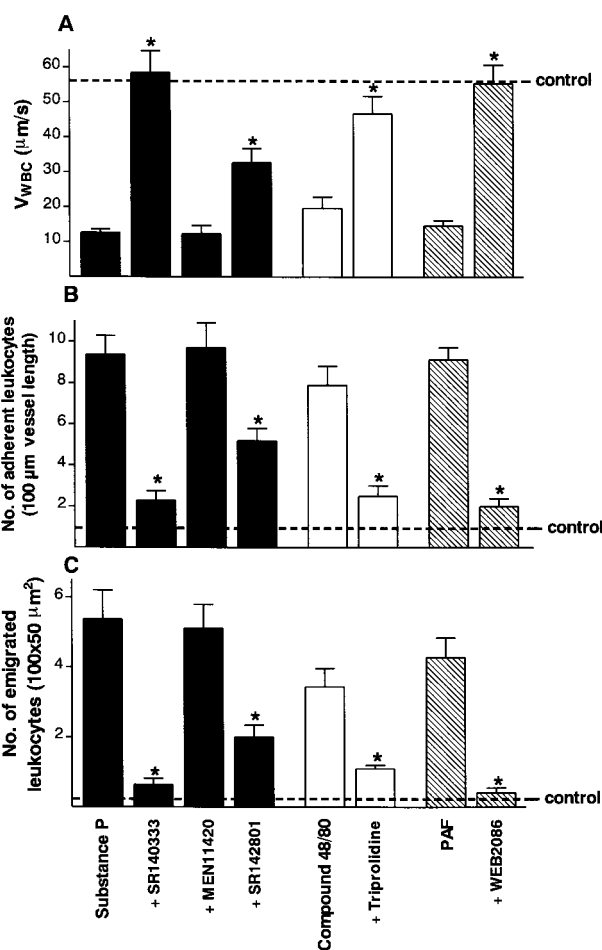 A
60
50
40
30
20
10
V_WBC (μm/s)
* * * *
control
B
10
8
6
4
2
No. of adherent leukocytes
(100 μm vessel length)
* * * *
control
C
6
4
2
No. of emigrated
leukocytes (100x50 μm²)
* * * *
control
Substance P
+ SR140333
+ MEN11420
+ SR142801
Compound 48/80
+ Triprolidine
PAF
+ WEB2086